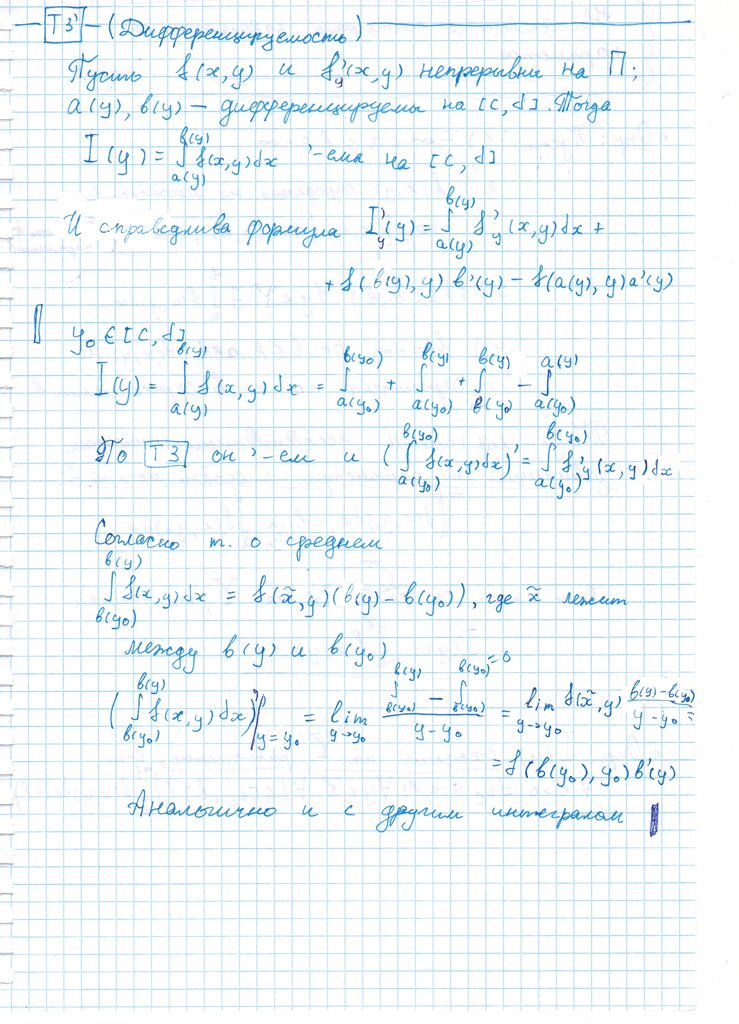 Т3' (Дифференцируемость)
Пусть f(x,y) и f'_y(x,y) непрерывны на П;
a(y), b(y) – дифференцируемы на [c,d]. Тогда
I(y) = ∫_{a(y)}^{b(y)} f(x,y)dx '-ема на [c,d]
И справедлива формула I'_y(y) = ∫_{a(y)}^{b(y)} f'_y(x,y)dx +
+ f(b(y),y) b'(y) – f(a(y),y)a'(y)
y₀ ∈ [c,d]
I(y) = ∫_{a(y)}^{b(y)} f(x,y)dx = ∫_{a(y₀)}^{b(y₀)} + ∫_{a(y₀)}^{b(y)} + ∫_{b(y₀)}^{b(y)} – ∫_{a(y₀)}^{a(y)}
По Т3 он '-ем и (∫_{a(y₀)}^{b(y₀)} f(x,y)dx)' = ∫_{a(y₀)}^{b(y₀)} f'_y(x,y)dx
Согласно т. о среднем
∫_{b(y₀)}^{b(y)} f(x,y)dx = f(x̃,y)(b(y) – b(y₀)), где x̃ лежит
между b(y) и b(y₀)
(∫_{b(y₀)}^{b(y)} f(x,y)dx)'|_{y=y₀} = lim_{y→y₀} (∫_{b(y₀)}^{b(y)} – ∫_{b(y₀)}^{b(y₀)} ⁼⁰)/(y–y₀) = lim_{y→y₀} f(x̃,y) (b(y)–b(y₀))/(y–y₀) =
= f(b(y₀),y₀) b'(y)
Аналогично и с другим интегралом